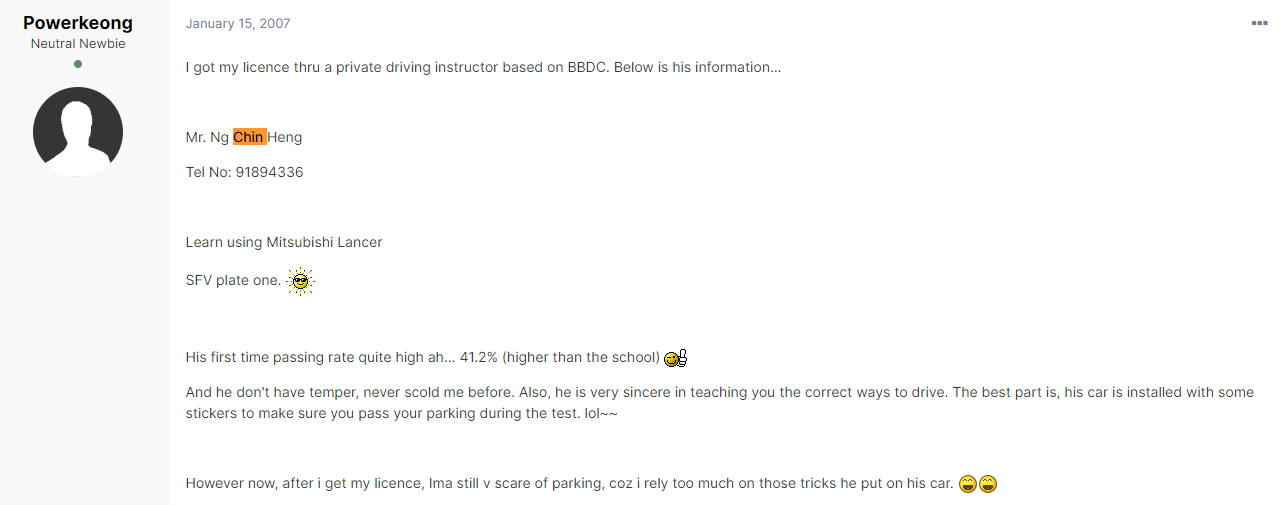 Powerkeong
Neutral Newbie
January 15, 2007
I got my licence thru a private driving instructor based on BBDC. Below is his information...
Mr. Ng Chin Heng
Tel No: 91894336
Learn using Mitsubishi Lancer
SFV plate one.
His first time passing rate quite high ah... 41.2% (higher than the school)
And he don't have temper, never scold me before. Also, he is very sincere in teaching you the correct ways to drive. The best part is, his car is installed with some
stickers to make sure you pass your parking during the test. lol~~
However now, after i get my licence, Ima still v scare of parking, coz i rely too much on those tricks he put on his car.